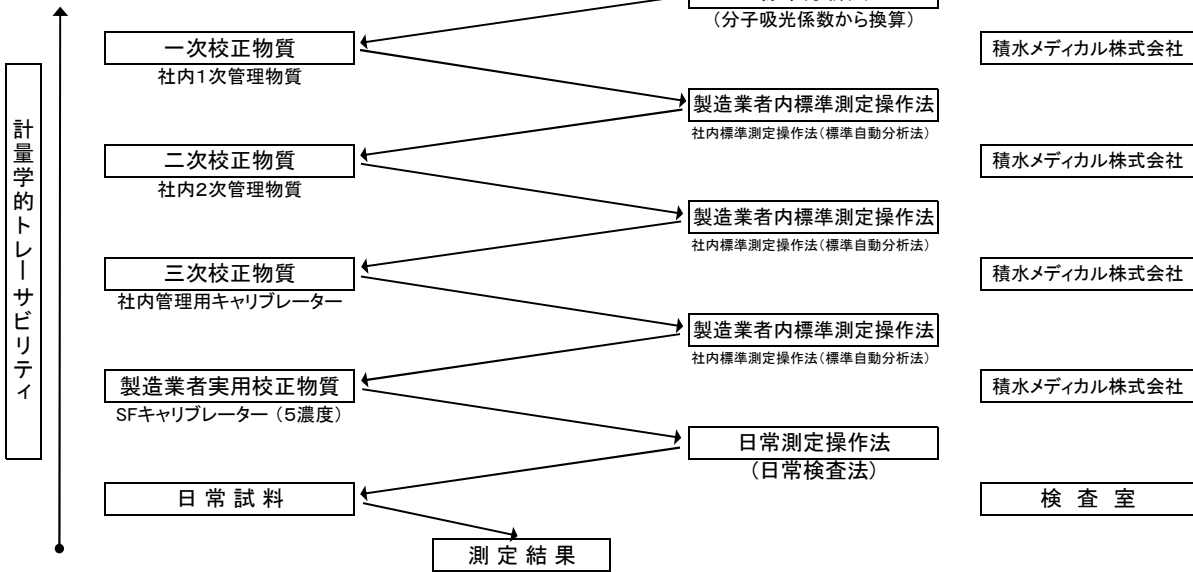 (分子吸光係数から換算)
一次校正物質
積水メディカル株式会社
社内1次管理物質
製造業者内標準測定操作法
社内標準測定操作法(標準自動分析法)
二次校正物質
積水メディカル株式会社
社内2次管理物質
製造業者内標準測定操作法
社内標準測定操作法(標準自動分析法)
三次校正物質
積水メディカル株式会社
社内管理用キャリブレーター
製造業者内標準測定操作法
社内標準測定操作法(標準自動分析法)
製造業者実用校正物質
積水メディカル株式会社
SFキャリブレーター (5濃度)
日常測定操作法
(日常検査法)
日 常 試 料
検 査 室
測 定 結 果
計量学的トレーサビリティ